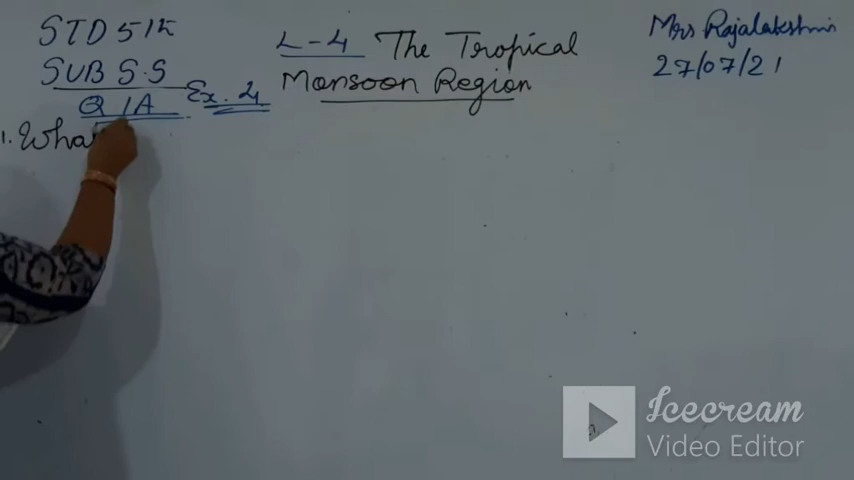 STD 5th
SUB S.S
Q/A Ex. 4
L-4 The Tropical
Monsoon Region
Mrs Rajalakshmi
27/07/21
1. What
Icecream
Video Editor